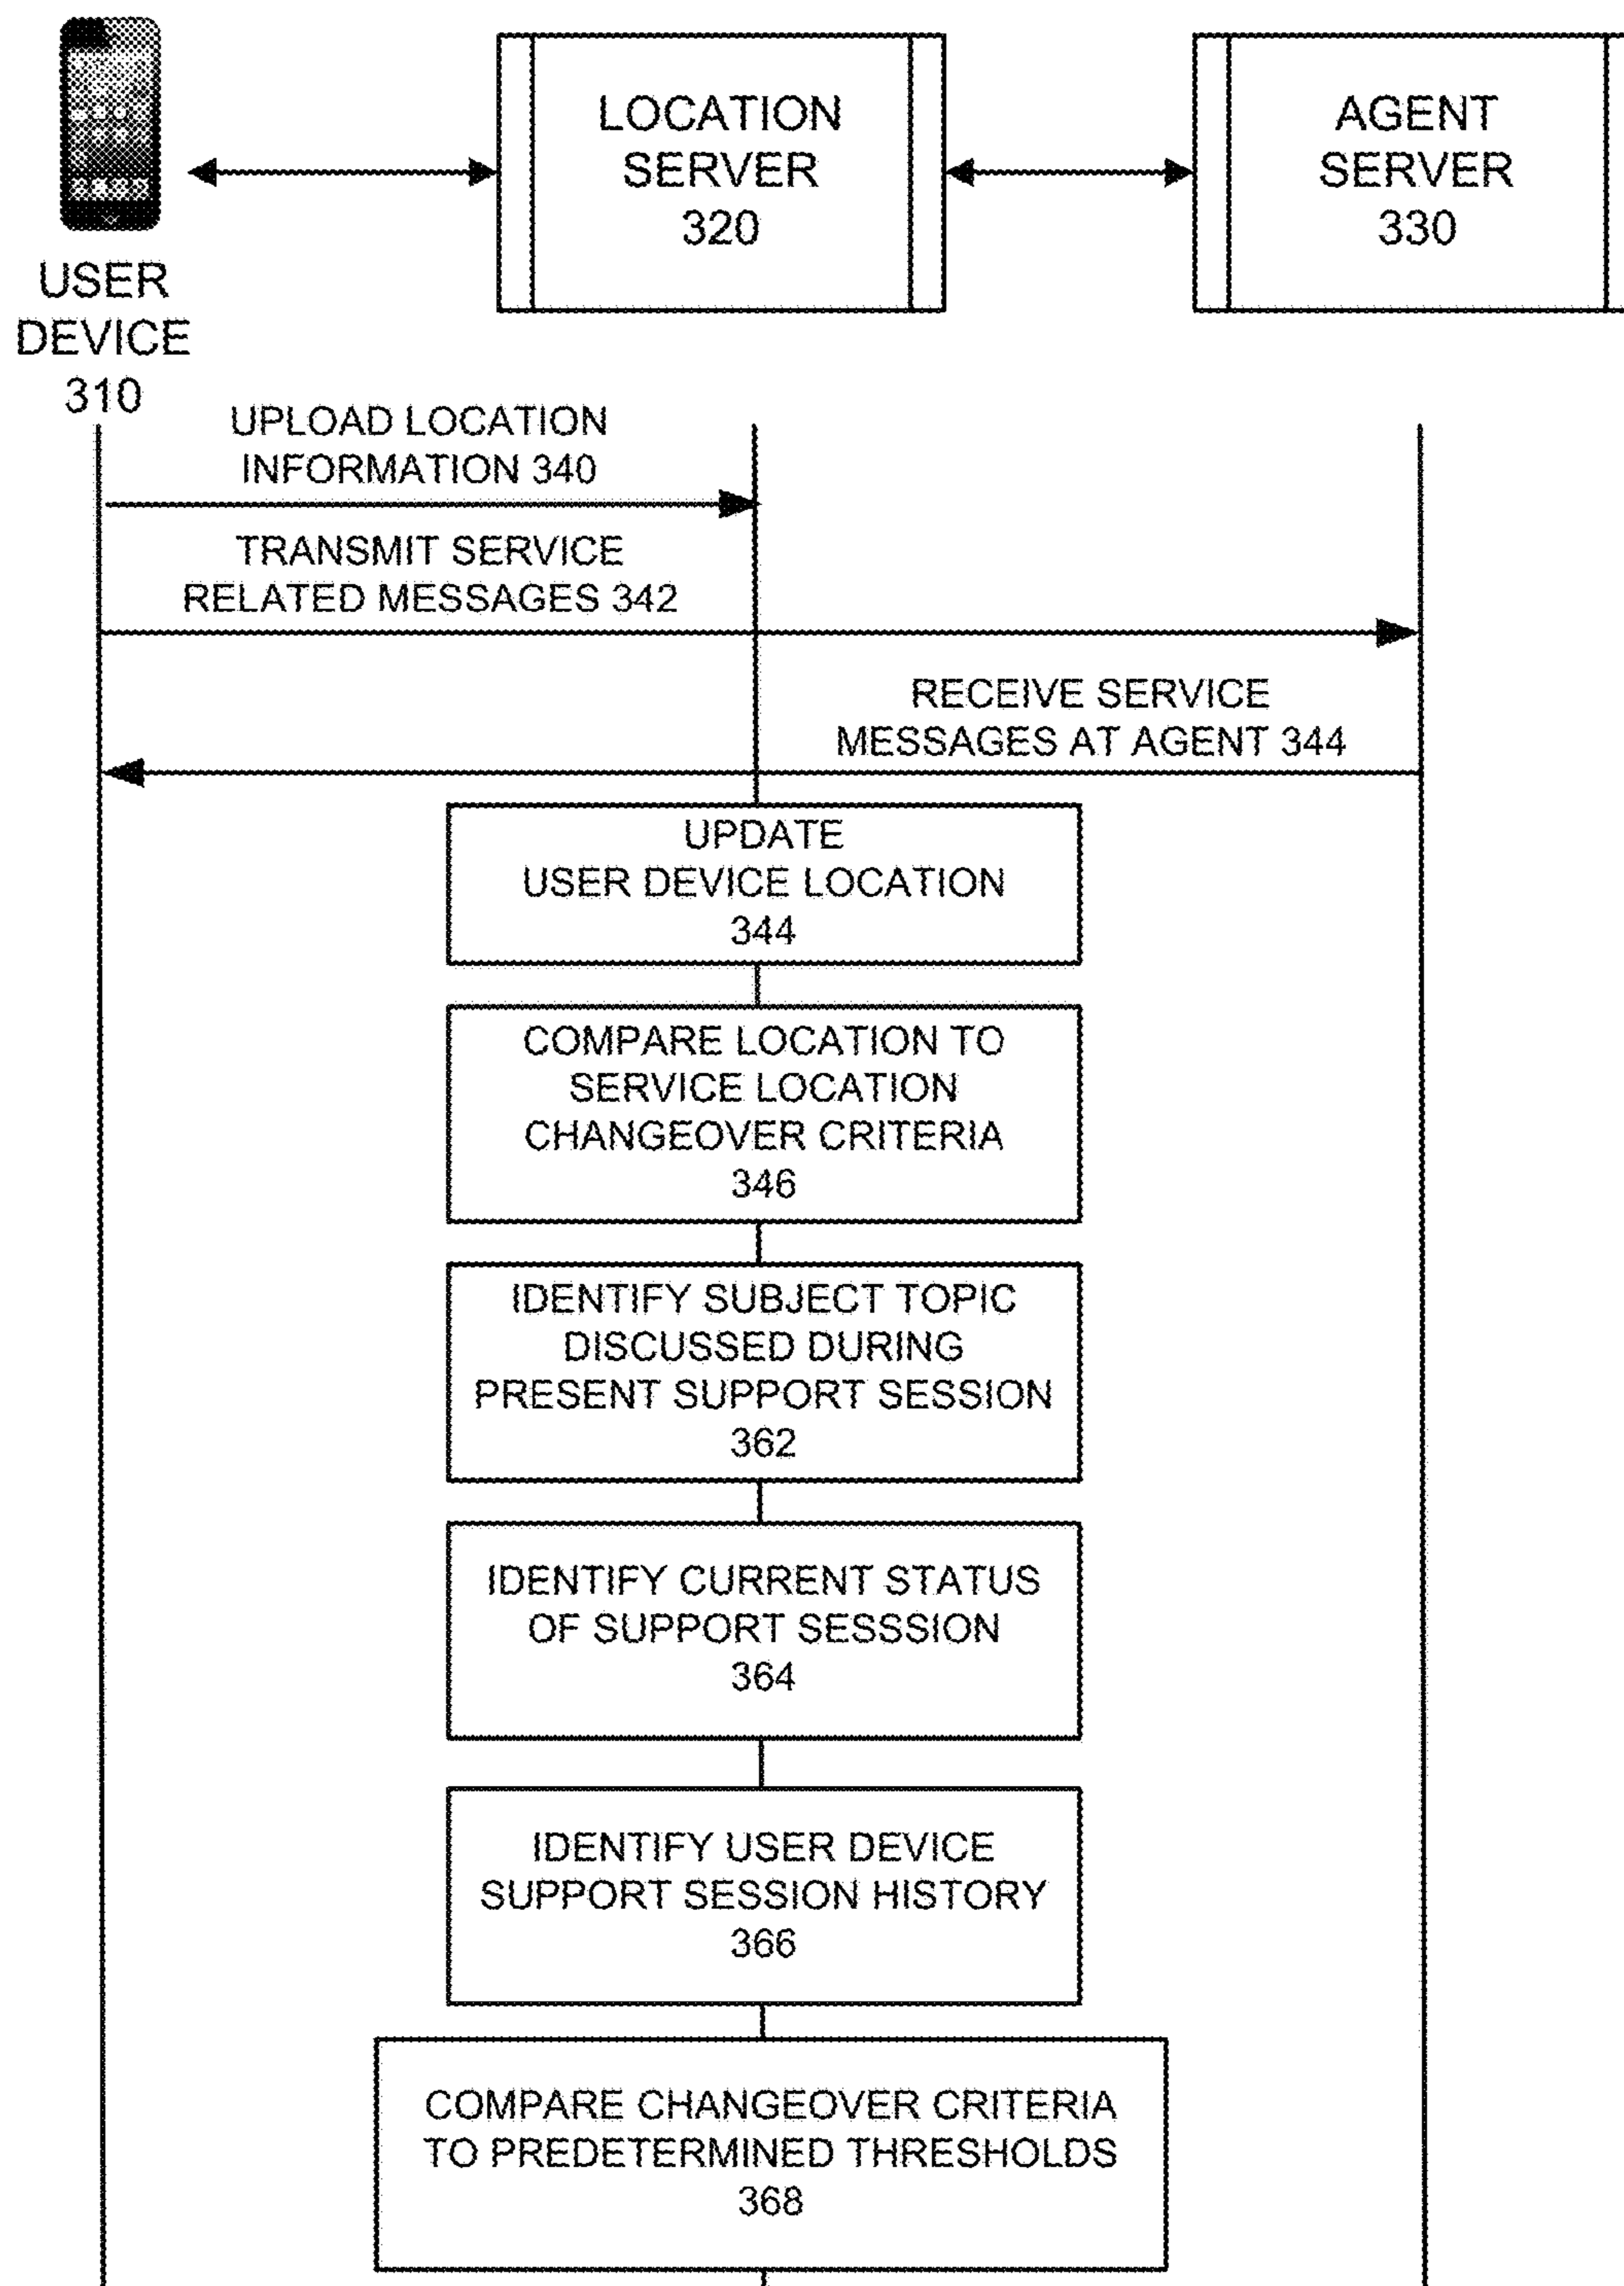 LOCATION
SERVER
320
AGENT
SERVER
330
USER
DEVICE
310
UPLOAD LOCATION
INFORMATION 340
TRANSMIT SERVICE
RELATED MESSAGES 342
RECEIVE SERVICE
MESSAGES AT AGENT 344
UPDATE
USER DEVICE LOCATION
344
COMPARE LOCATION TO
SERVICE LOCATION
CHANGEOVER CRITERIA
346
IDENTIFY SUBJECT TOPIC
DISCUSSED DURING
PRESENT SUPPORT SESSION
362
IDENTIFY CURRENT STATUS
OF SUPPORT SESSSION
364
IDENTIFY USER DEVICE
SUPPORT SESSION HISTORY
366
COMPARE CHANGEOVER CRITERIA
TO PREDETERMINED THRESHOLDS
368